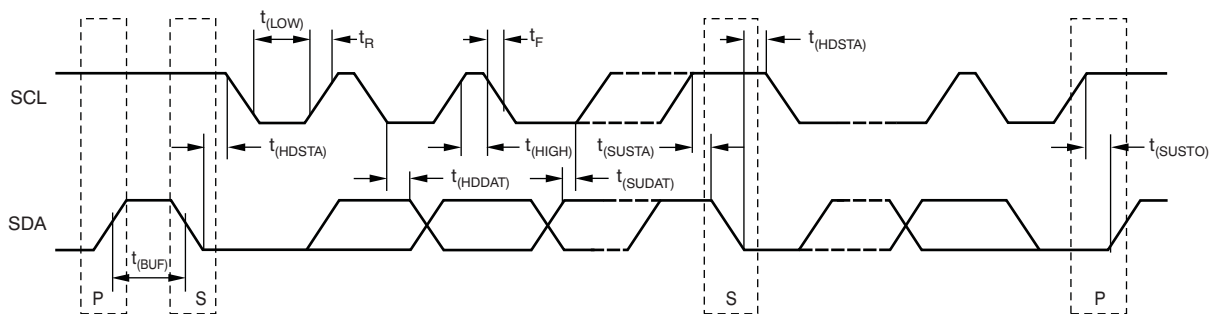 t(LOW)
tR
tF
t(HDSTA)
SCL
t(HDSTA)
t(HIGH)
t(SUSTA)
t(SUSTO)
t(HDDAT)
t(SUDAT)
SDA
t(BUF)
P
S
S
P